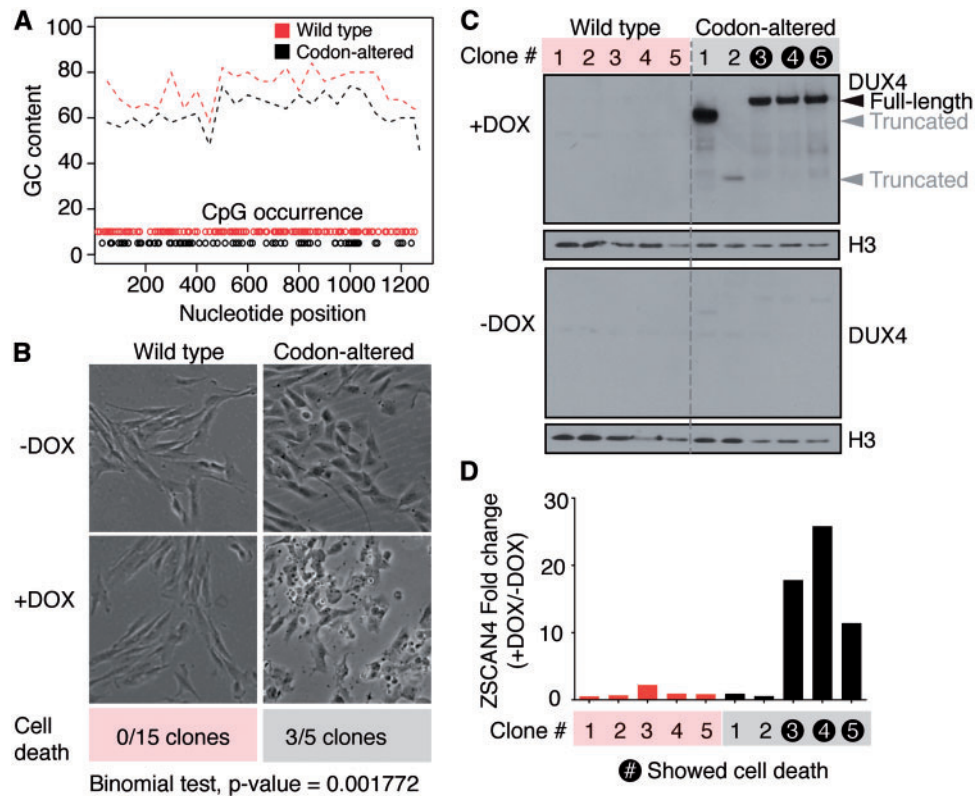 A
100
80
60
40
20
0
GC content
Wild type
Codon-altered
CpG occurrence
200 400 600 800 1000 1200
Nucleotide position
B
Wild type Codon-altered
-DOX
+DOX
Cell death
0/15 clones 3/5 clones
Binomial test, p-value = 0.001772
C
Wild type Codon-altered
Clone # 1 2 3 4 5 1 2 3 4 5
DUX4
+DOX
Full-length
Truncated
Truncated
H3
-DOX
DUX4
H3
D
30
20
10
0
ZSCAN4 Fold change
(+DOX/-DOX)
Clone # 1 2 3 4 5 1 2 3 4 5
# Showed cell death